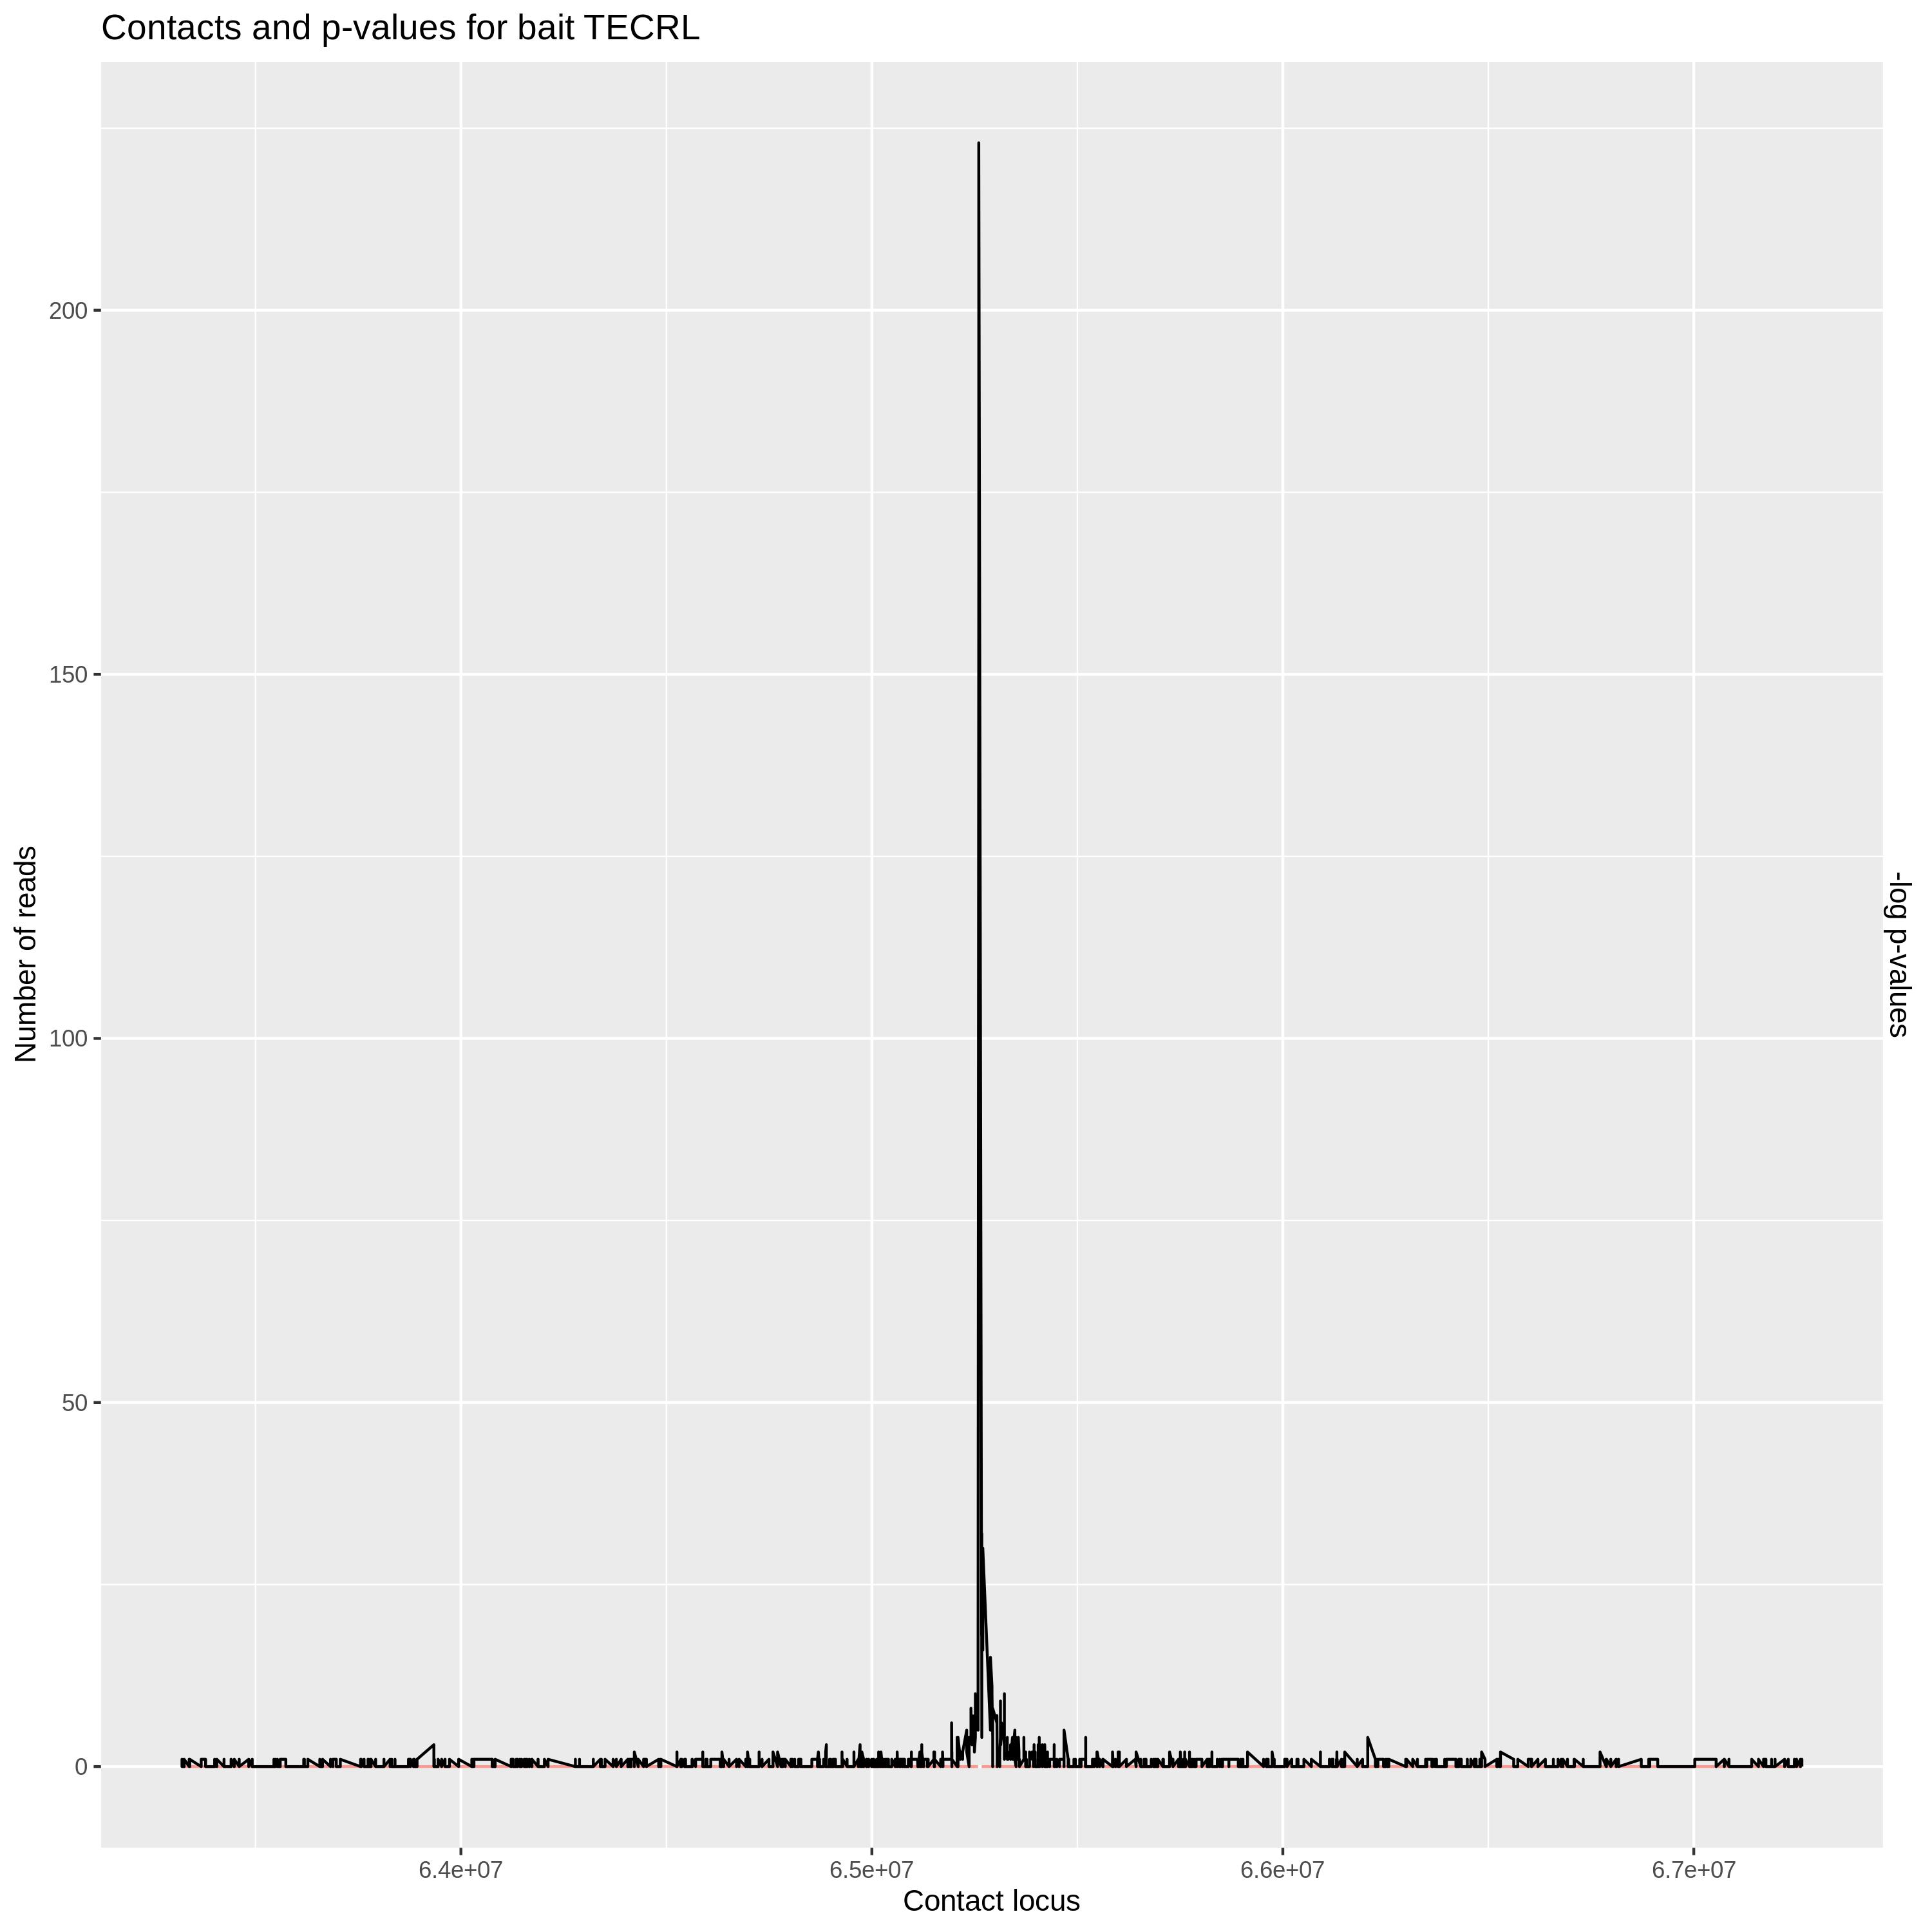 Contacts and p-values for bait TECRL
200
150
100
50
0
Number of reads
-log p-values
6.4e+07
6.5e+07
6.6e+07
6.7e+07
Contact locus